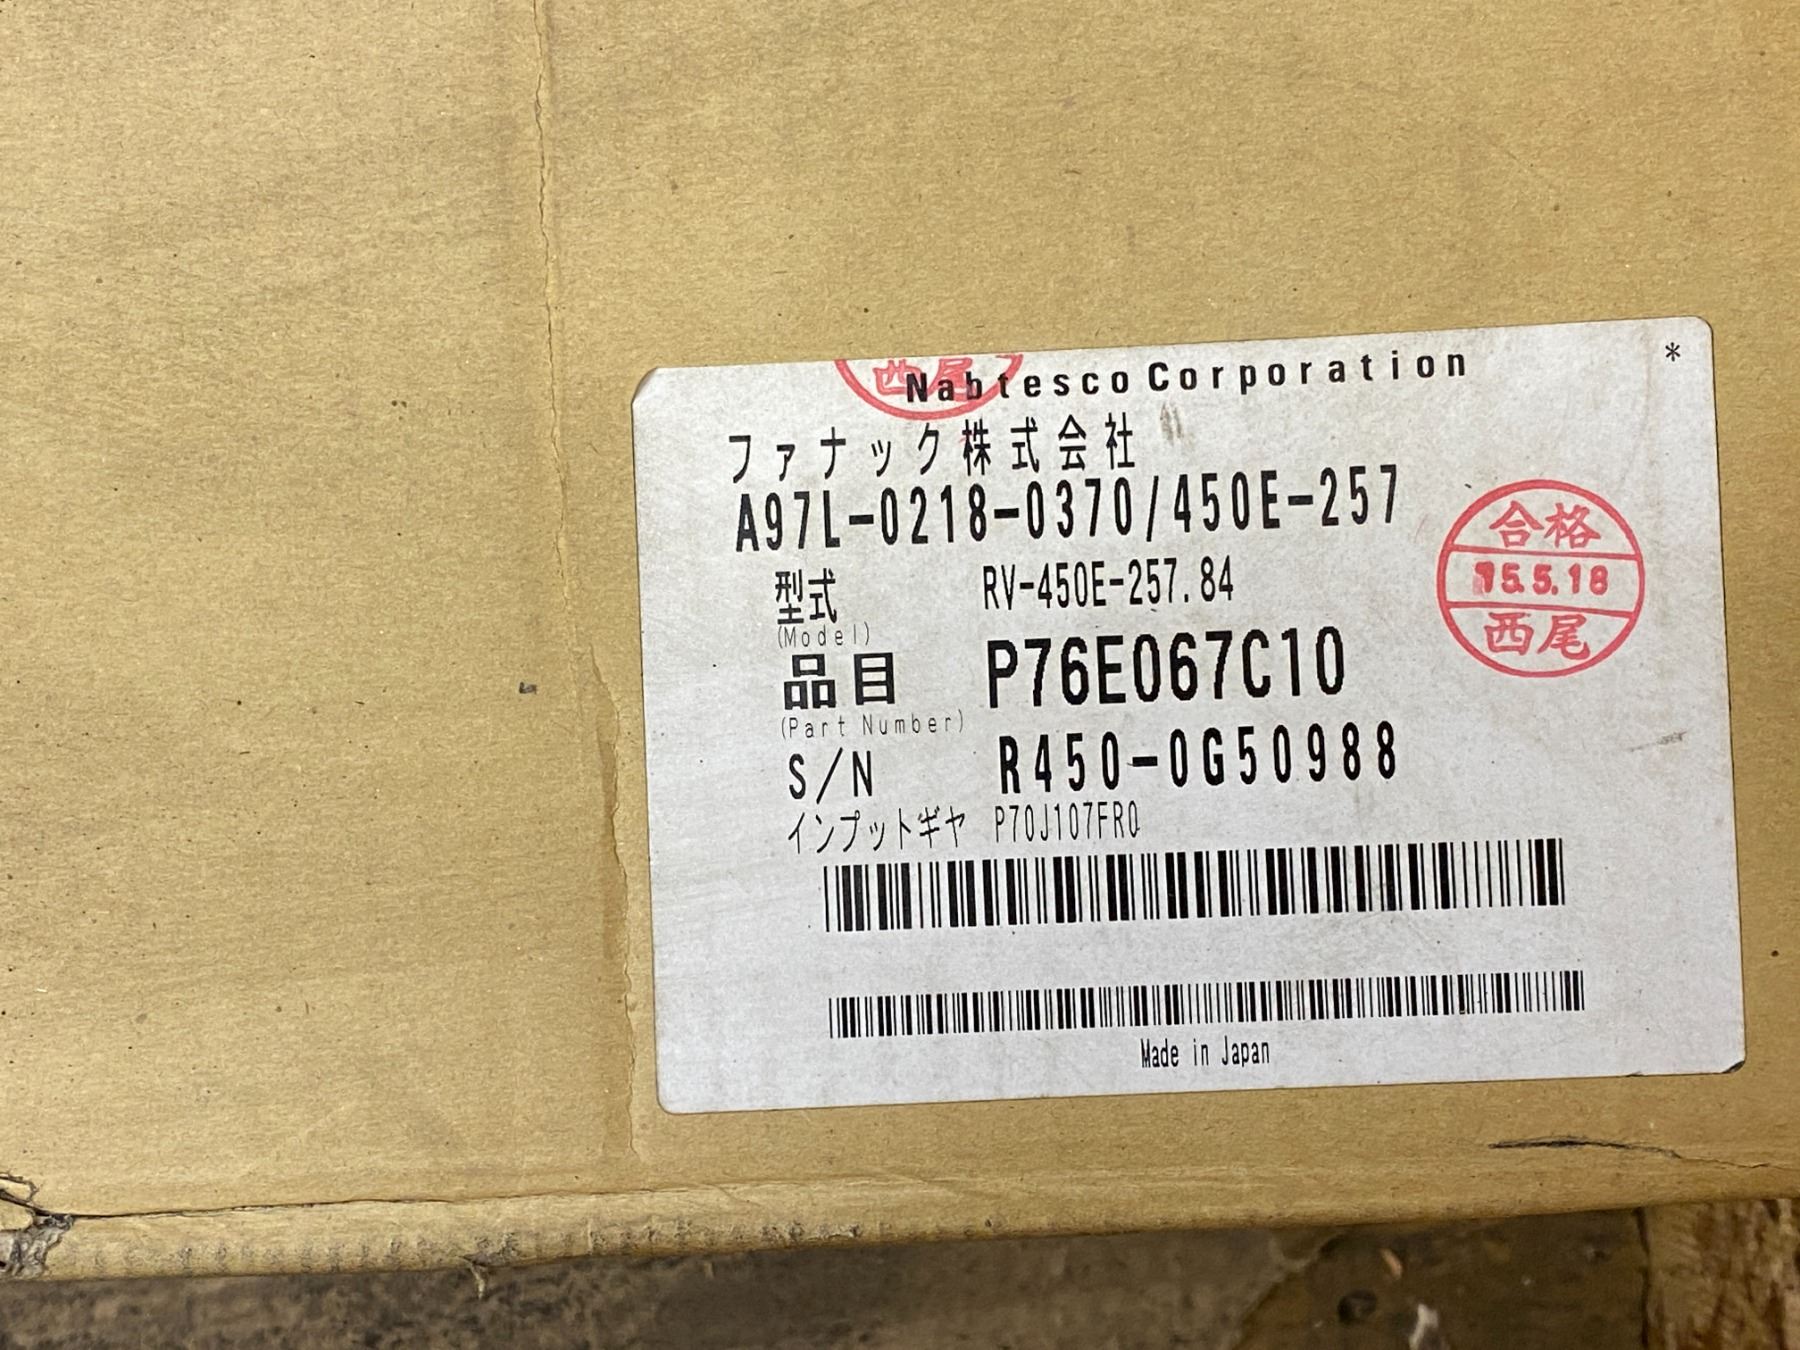 西尾
Nabtesco Corporation
*
ファナック株式会社
A97L-0218-0370/450E-257
合格
15.5.18
西尾
型式 RV-450E-257.84
(Model)
品目 P76E067C10
(Part Number)
S/N R450-0G50988
インプットギヤ P70J107FR0
Made in Japan